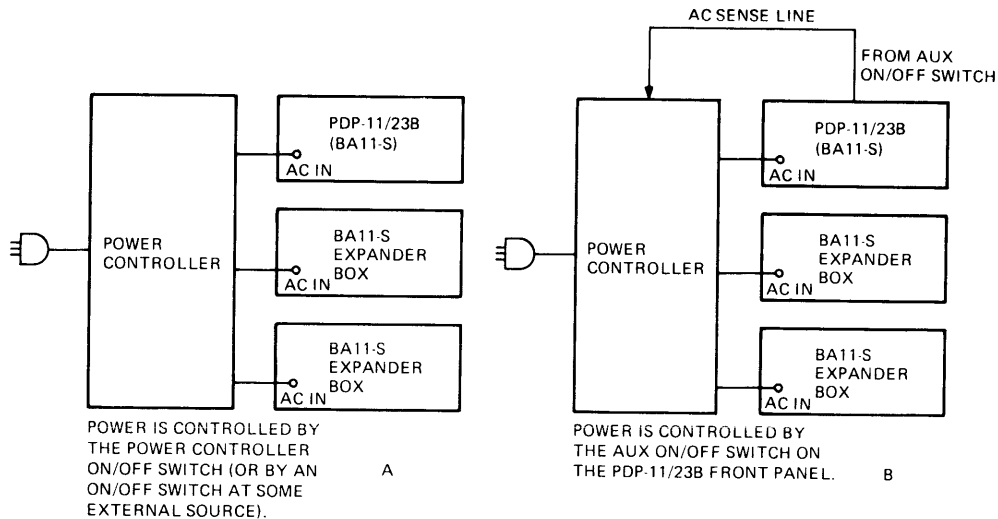 PDP-11/23B
(BA11-S)
AC IN
POWER
CONTROLLER
BA11-S
EXPANDER
BOX
AC IN
BA11-S
EXPANDER
BOX
AC IN
POWER IS CONTROLLED BY
THE POWER CONTROLLER
ON/OFF SWITCH (OR BY AN
ON/OFF SWITCH AT SOME
EXTERNAL SOURCE).
A
AC SENSE LINE
FROM AUX
ON/OFF SWITCH
PDP-11/23B
(BA11-S)
AC IN
POWER
CONTROLLER
BA11-S
EXPANDER
BOX
AC IN
BA11-S
EXPANDER
BOX
AC IN
POWER IS CONTROLLED BY
THE AUX ON/OFF SWITCH ON
THE PDP-11/23B FRONT PANEL.
B